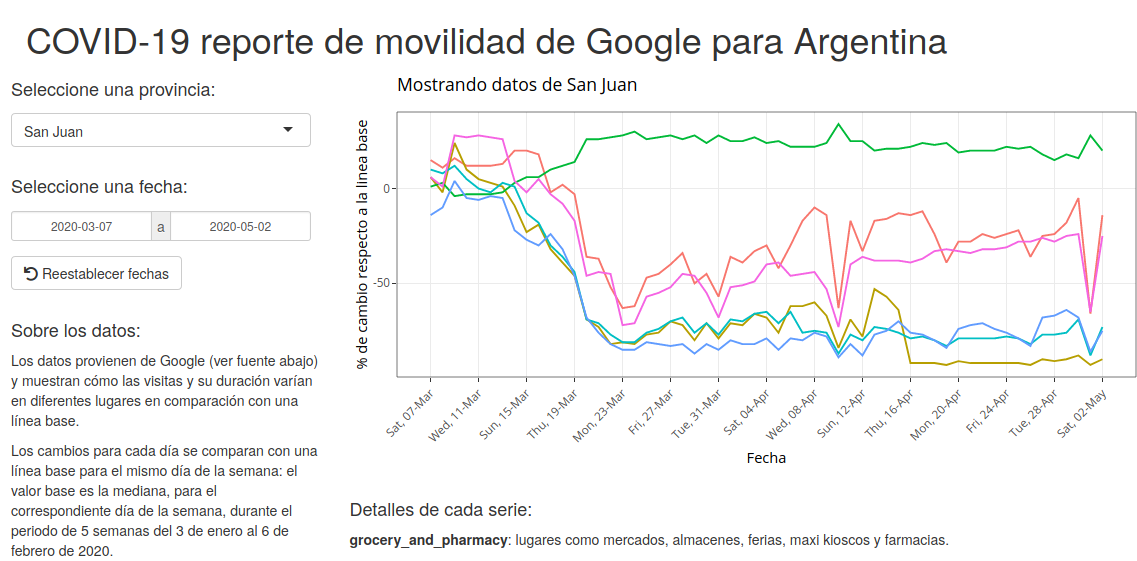 COVID-19 reporte de movilidad de Google para Argentina
Seleccione una provincia:
San Juan
Seleccione una fecha:
2020-03-07 a 2020-05-02
Reestablecer fechas
Sobre los datos:
Los datos provienen de Google (ver fuente abajo)
y muestran cómo las visitas y su duración varían
en diferentes lugares en comparación con una
línea base.
Los cambios para cada día se comparan con una
línea base para el mismo día de la semana: el
valor base es la mediana, para el
correspondiente día de la semana, durante el
periodo de 5 semanas del 3 de enero al 6 de
febrero de 2020.
Mostrando datos de San Juan
% de cambio respecto a la línea base
0
-50
Sat, 07-Mar
Wed, 11-Mar
Sun, 15-Mar
Thu, 19-Mar
Mon, 23-Mar
Fri, 27-Mar
Tue, 31-Mar
Sat, 04-Apr
Wed, 08-Apr
Sun, 12-Apr
Thu, 16-Apr
Mon, 20-Apr
Fri, 24-Apr
Tue, 28-Apr
Sat, 02-May
Fecha
Detalles de cada serie:
grocery_and_pharmacy: lugares como mercados, almacenes, ferias, maxi kioscos y farmacias.